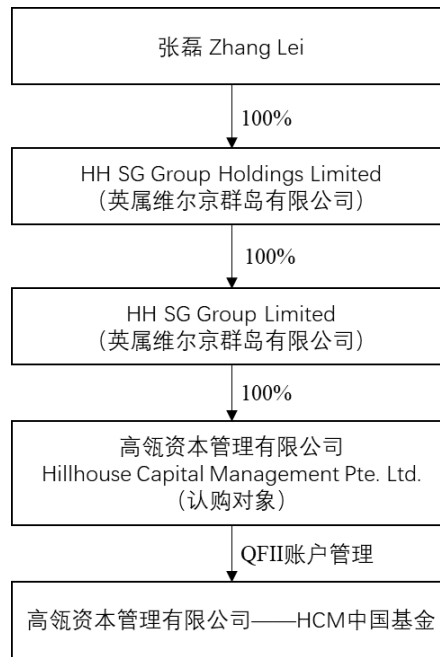 张磊 Zhang Lei
100%
HH SG Group Holdings Limited
（英属维尔京群岛有限公司）
100%
HH SG Group Limited
（英属维尔京群岛有限公司）
100%
高瓴资本管理有限公司
Hillhouse Capital Management Pte. Ltd.
（认购对象）
QFII账户管理
高瓴资本管理有限公司——HCM中国基金